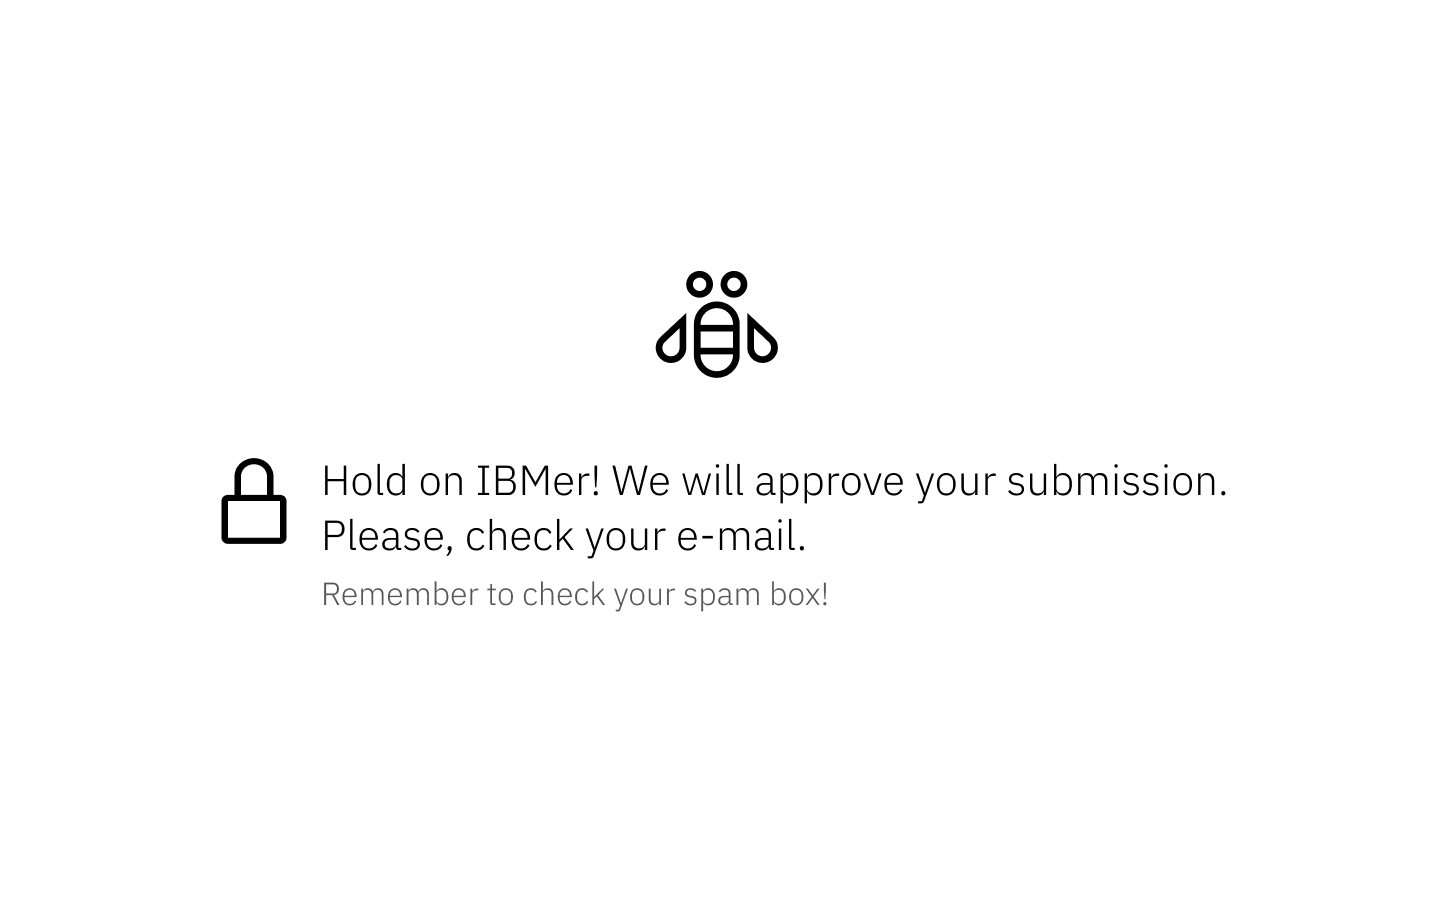 Hold on IBMer! We will approve your submission.
Please, check your e-mail.
Remember to check your spam box!